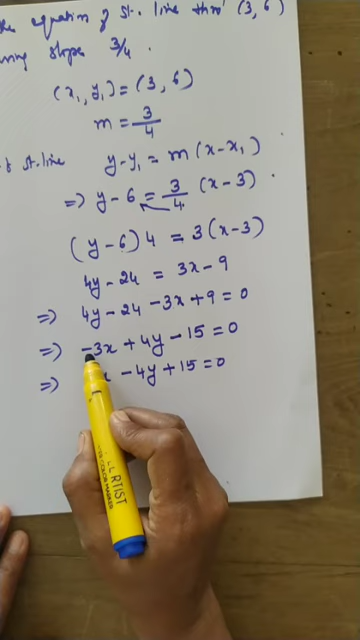 the equation of st. line thro' (3, 6)
slope 3/4 .
(x₁, y₁) = (3, 6)
m = 3/4
st. line y - y₁ = m (x - x₁)
⇒ y - 6 = 3/4 (x - 3)
(y - 6) 4 = 3 (x - 3)
4y - 24 = 3x - 9
⇒ 4y - 24 - 3x + 9 = 0
⇒ -3x + 4y - 15 = 0
⇒ - 4y + 15 = 0
ARTIST